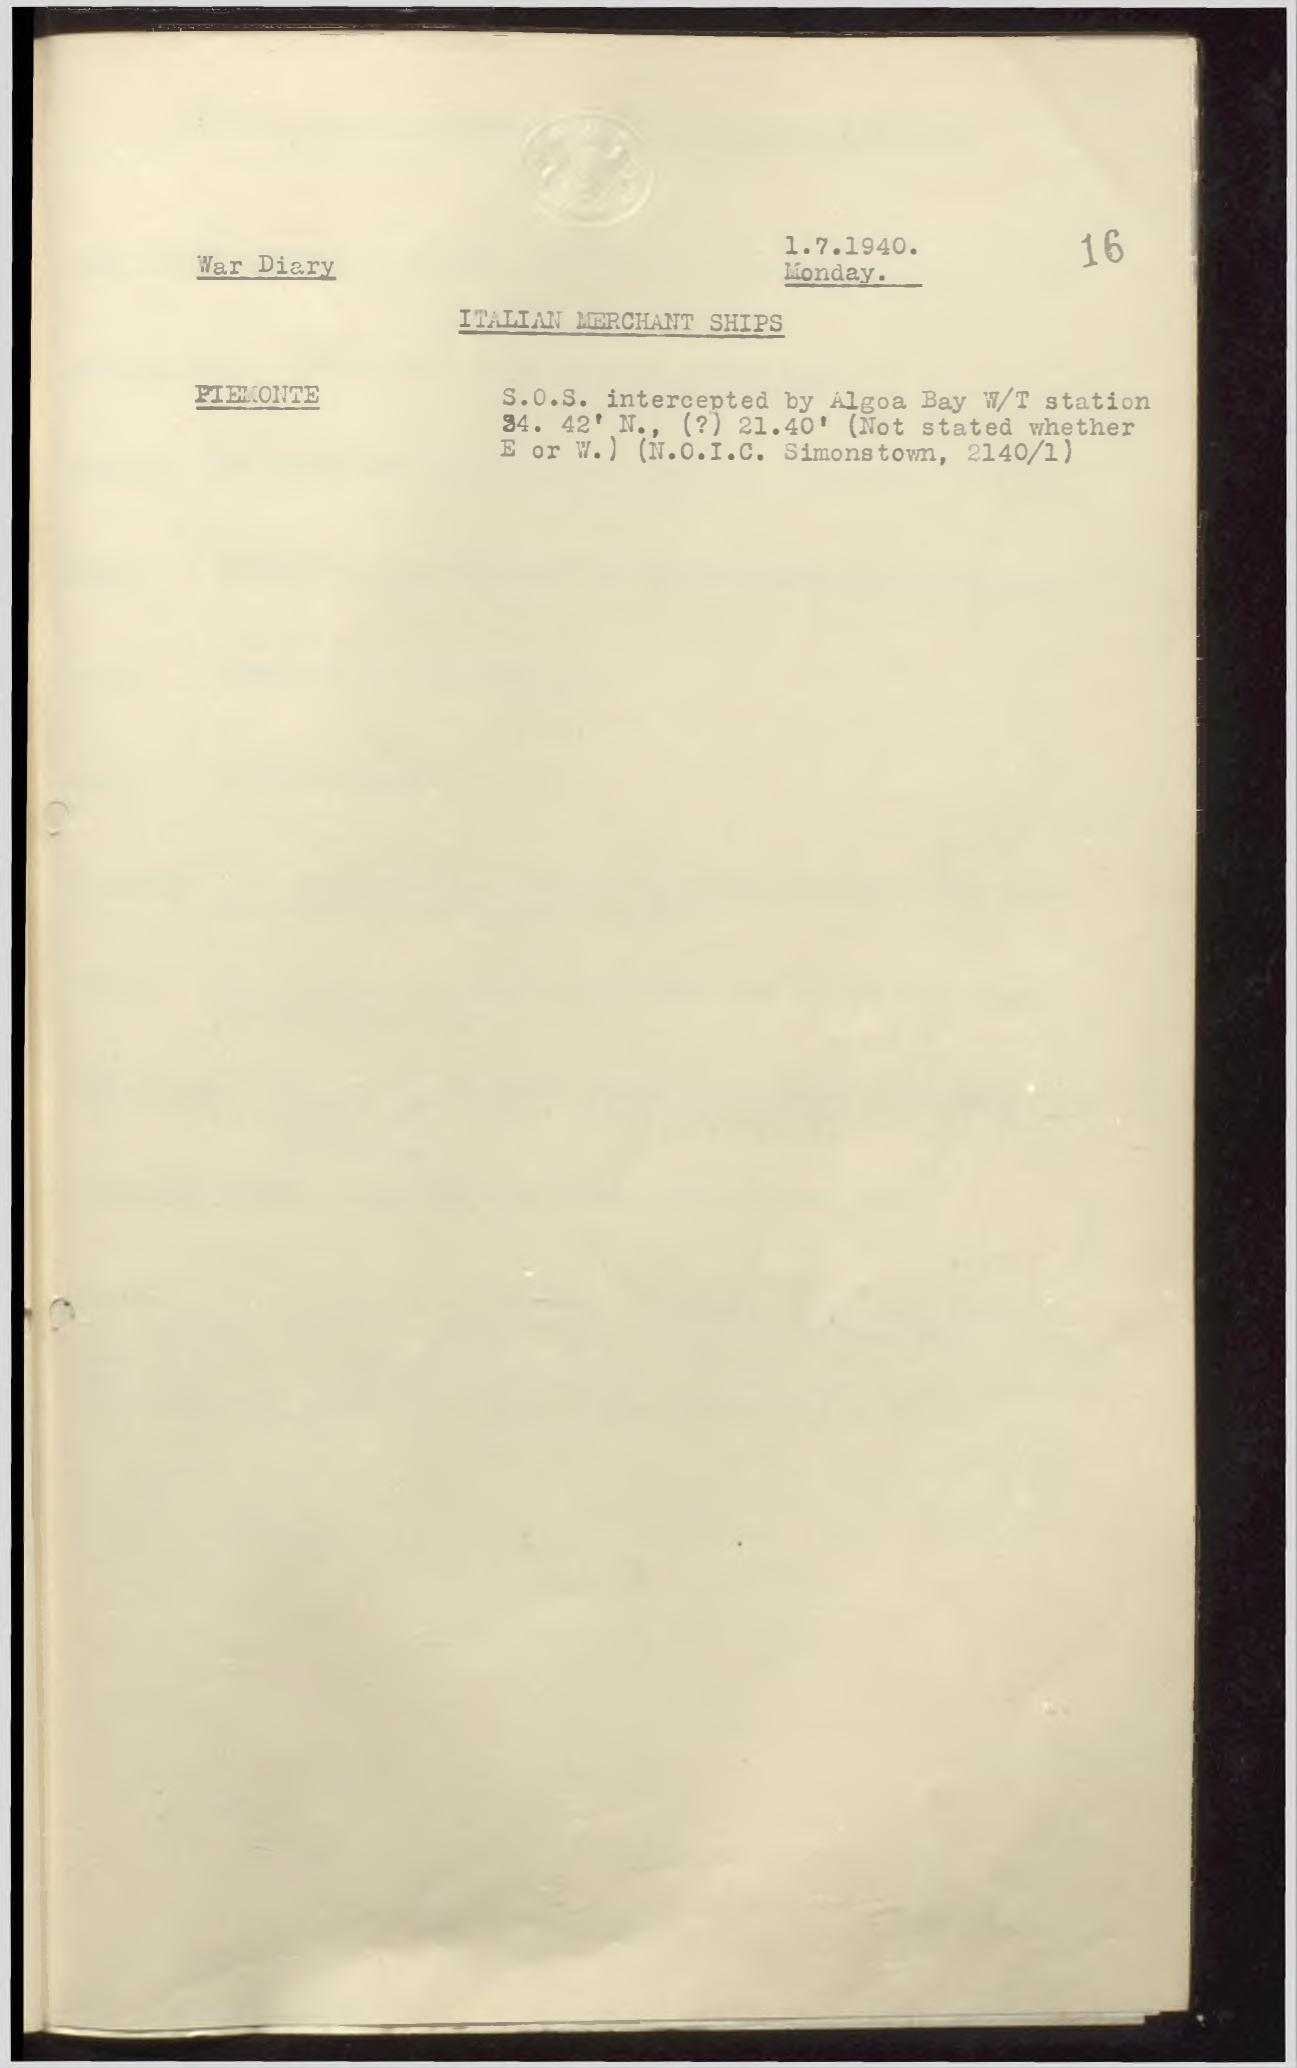 War Diary
1.7.1940.
Monday.
16
ITALIAN MERCHANT SHIPS
PIEMONTE
S.O.S. intercepted by Algoa Bay W/T station
34. 42' N., (?) 21.40' (Not stated whether
E or W.) (N.O.I.C. Simonstown, 2140/1)